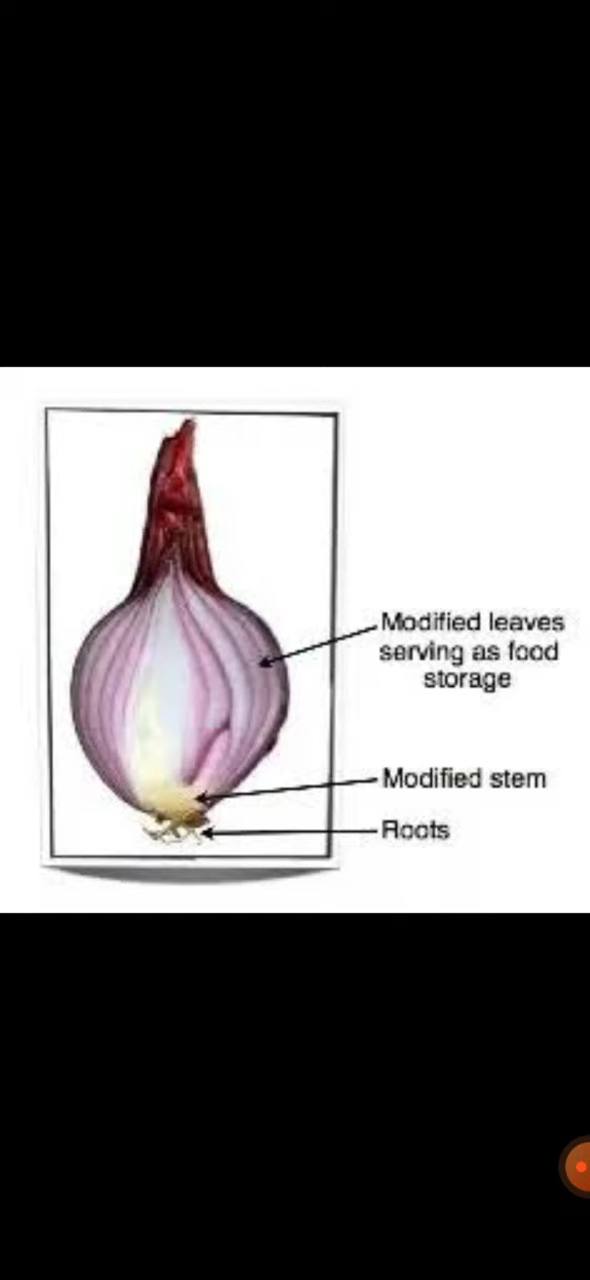 Modified leaves
serving as food
storage
Modified stem
Roots